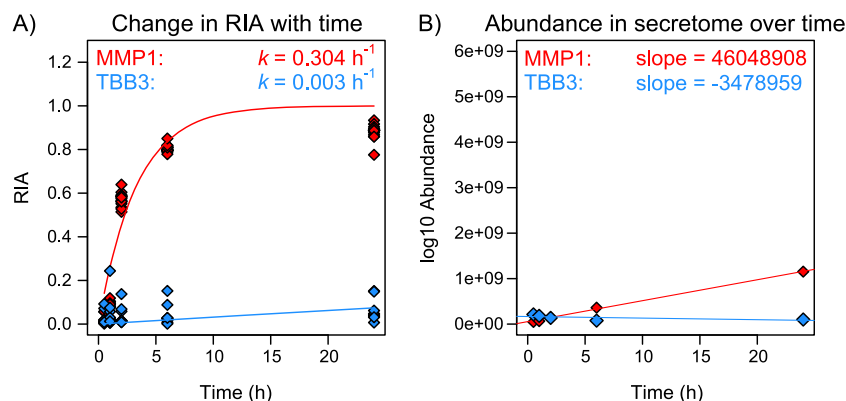 A) Change in RIA with time
MMP1: k = 0.304 h-1
TBB3: k = 0.003 h-1
RIA
1.2
1.0
0.8
0.6
0.4
0.2
0.0
0 5 10 15 20
Time (h)
B) Abundance in secretome over time
MMP1: slope = 46048908
TBB3: slope = -3478959
log10 Abundance
6e+09
5e+09
4e+09
3e+09
2e+09
1e+09
0e+00
0 5 10 15 20
Time (h)